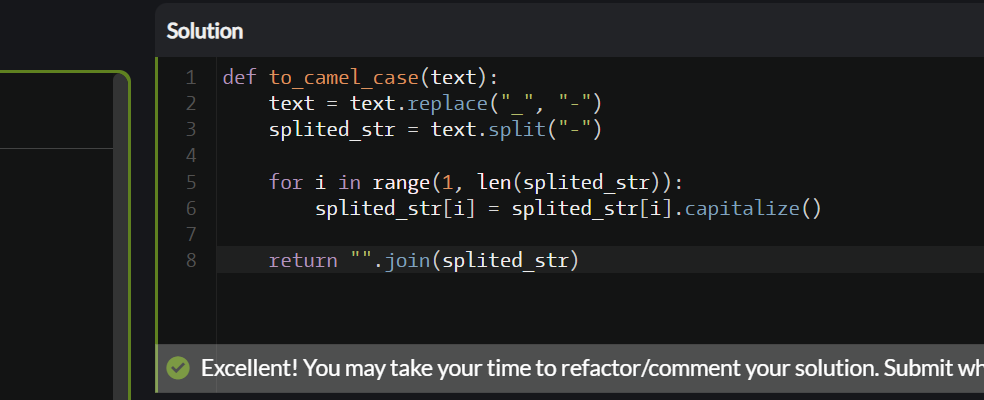 Solution
1 def to_camel_case(text):
2     text = text.replace("_", "-")
3     splited_str = text.split("-")
4
5     for i in range(1, len(splited_str)):
6         splited_str[i] = splited_str[i].capitalize()
7
8     return "".join(splited_str)
Excellent! You may take your time to refactor/comment your solution. Submit wh